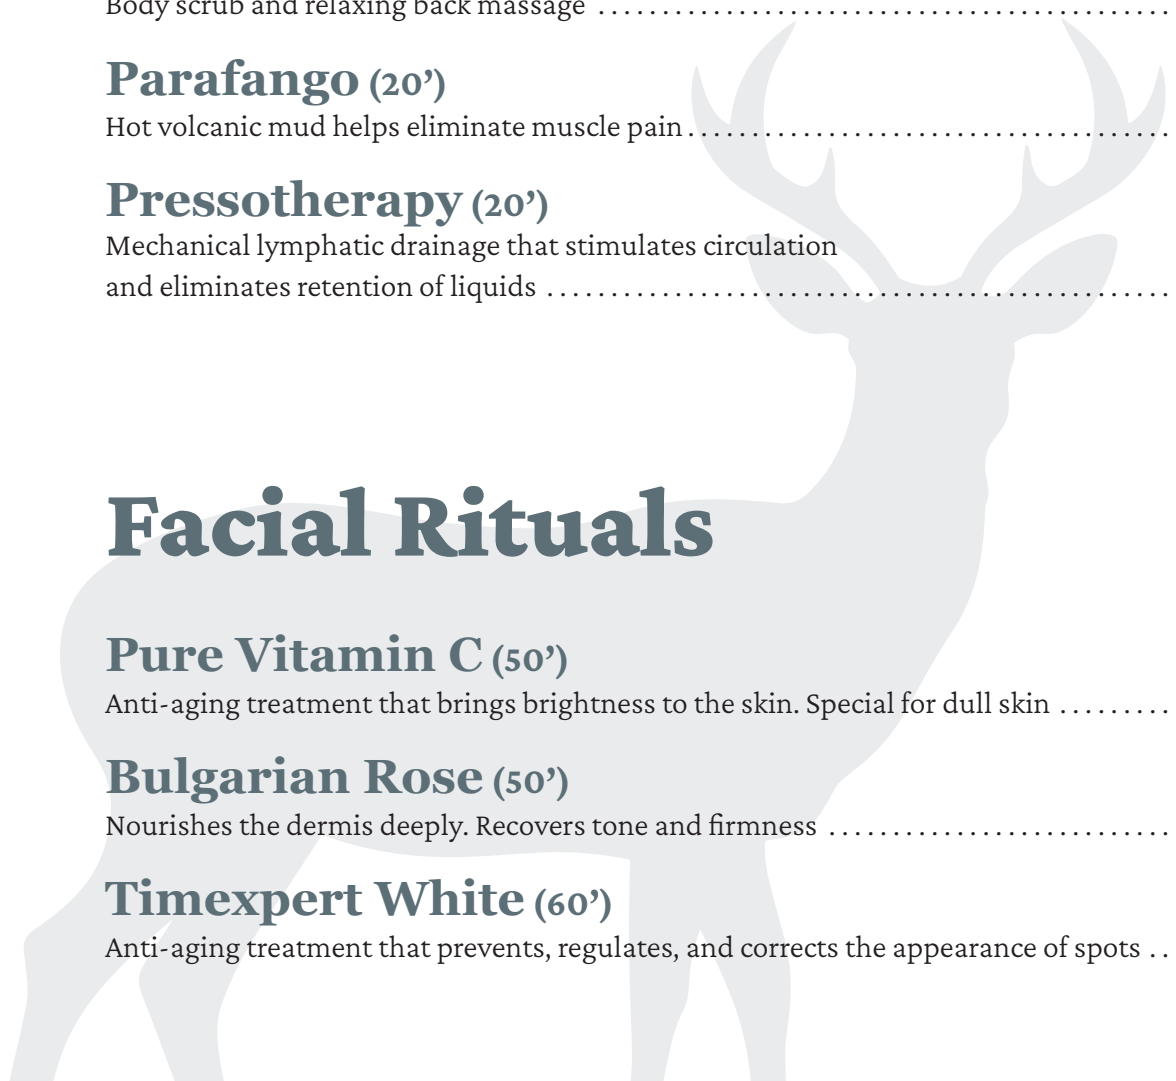 Body scrub and relaxing back massage ........................................
Parafango (20’)
Hot volcanic mud helps eliminate muscle pain .....................................
Pressotherapy (20’)
Mechanical lymphatic drainage that stimulates circulation
and eliminates retention of liquids ................................................
Facial Rituals
Pure Vitamin C (50’)
Anti-aging treatment that brings brightness to the skin. Special for dull skin .........
Bulgarian Rose (50’)
Nourishes the dermis deeply. Recovers tone and firmness ..........................
Timexpert White (60’)
Anti-aging treatment that prevents, regulates, and corrects the appearance of spots ..